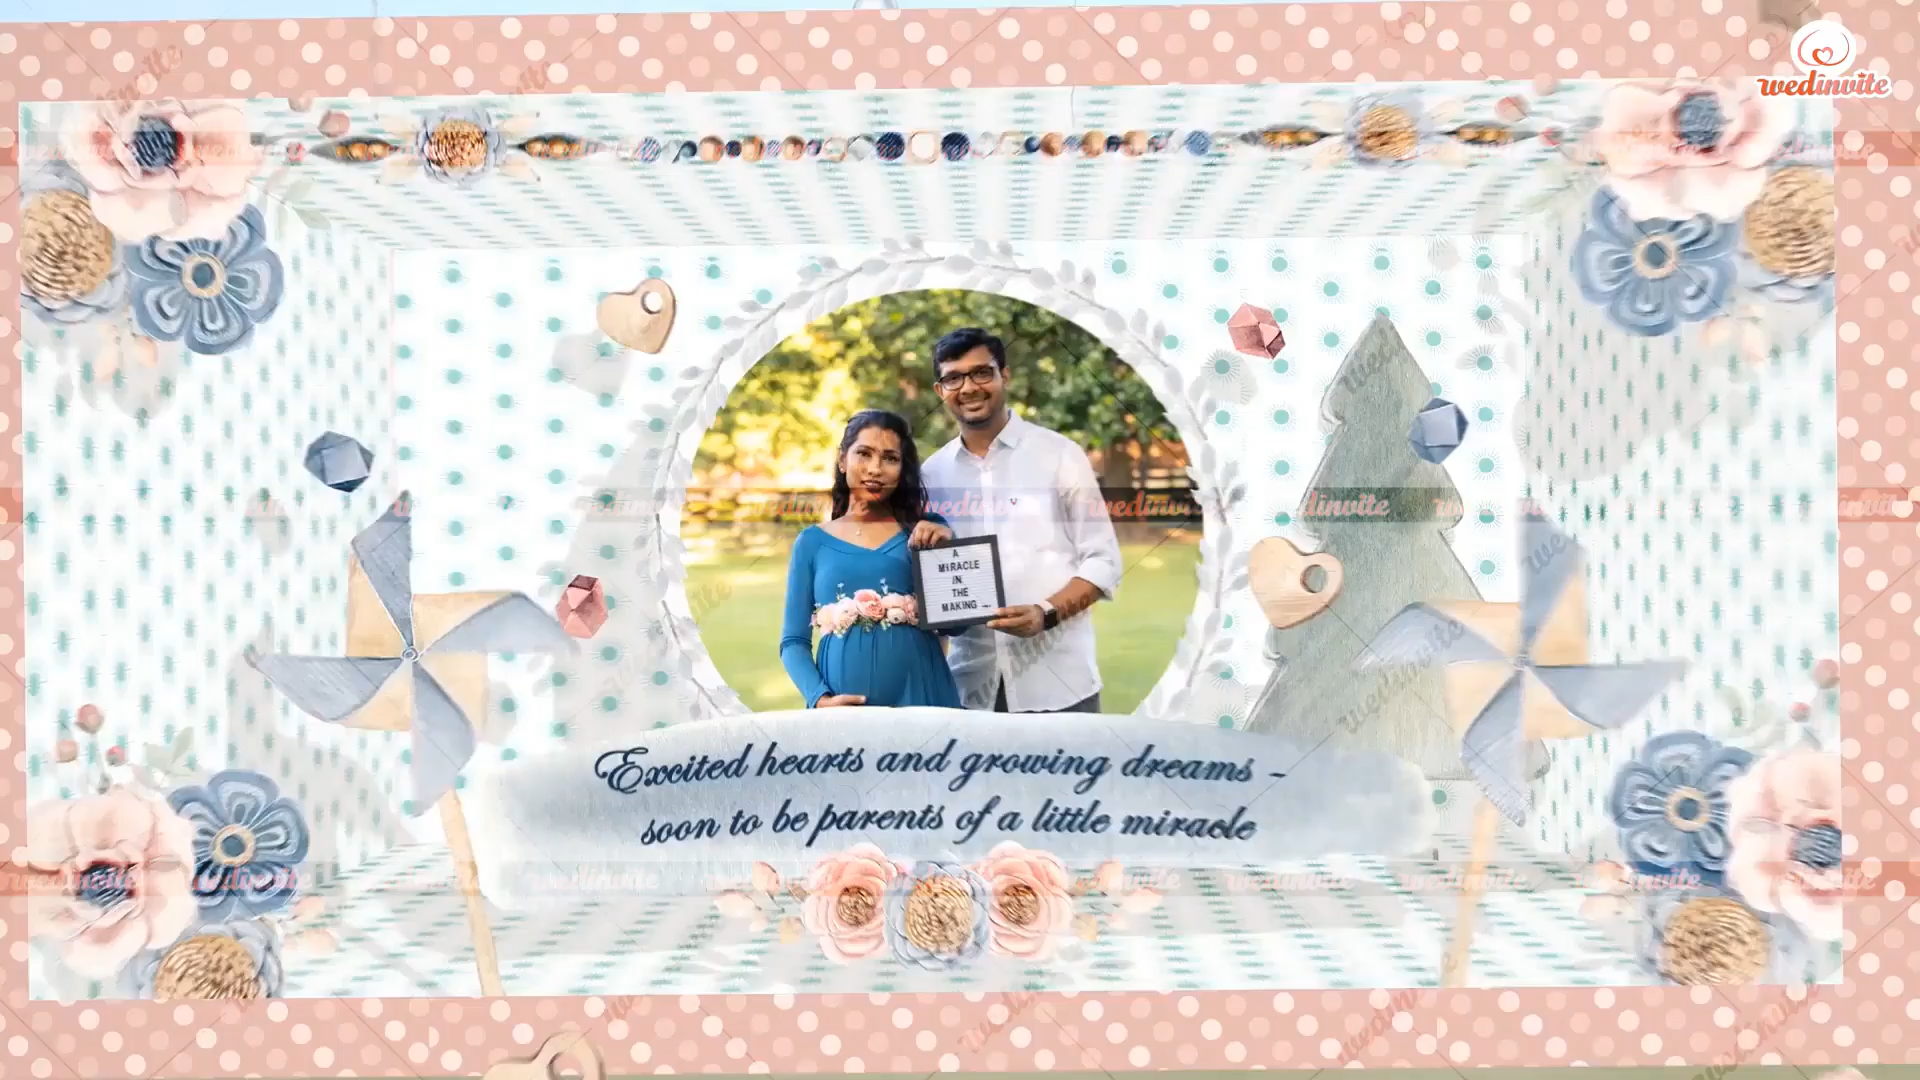 wedinvite
A
MIRACLE
IN
THE
MAKING ...
Excited hearts and growing dreams -
soon to be parents of a little miracle